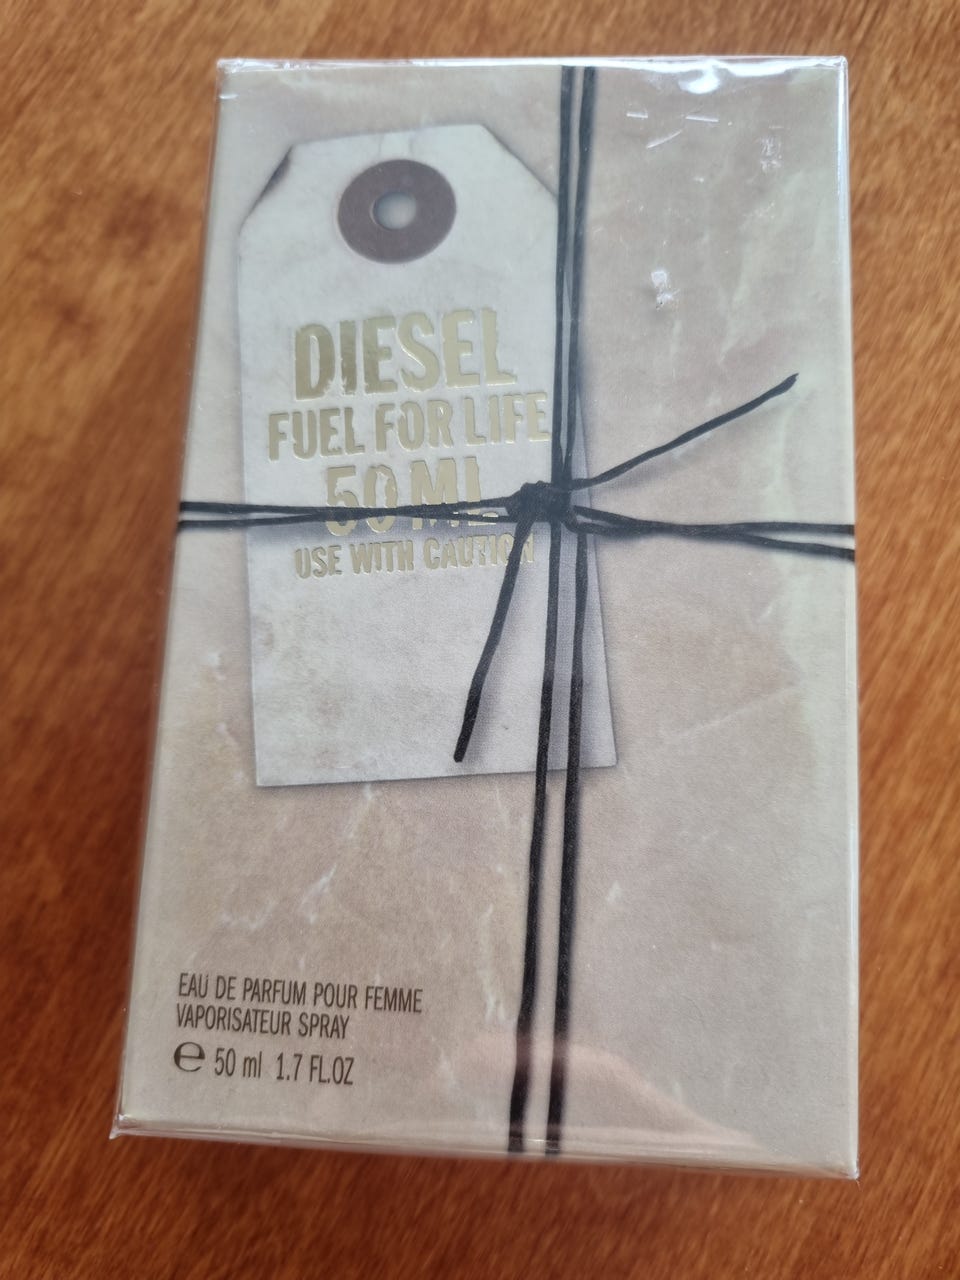 DIESEL
FUEL FOR LIFE
50 ML
USE WITH CAUTION
EAU DE PARFUM POUR FEMME
VAPORISATEUR SPRAY
℮ 50 ml 1.7 FL.OZ